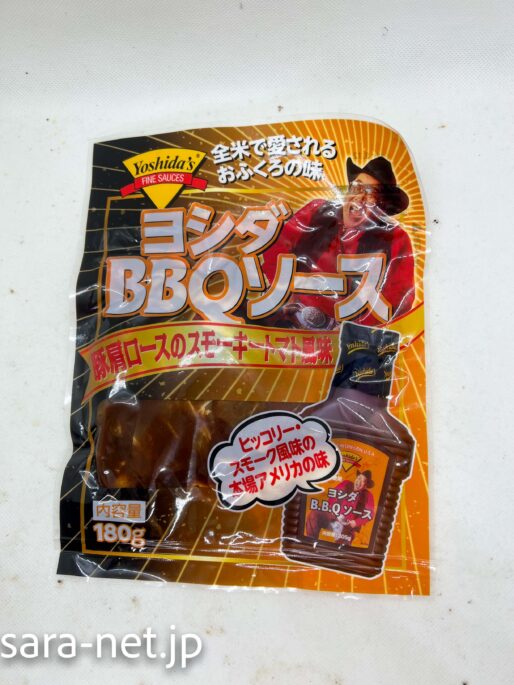 Yoshida's
FINE SAUCES
全米で愛される
おふくろの味
ヨシダ
BBQソース
豚肩ロースのスモーキートマト風味
ヒッコリー・
スモーク風味の
本場アメリカの味
Yoshida's
ヨシダ
B.B.Qソース
内容量
180g
sara-net.jp